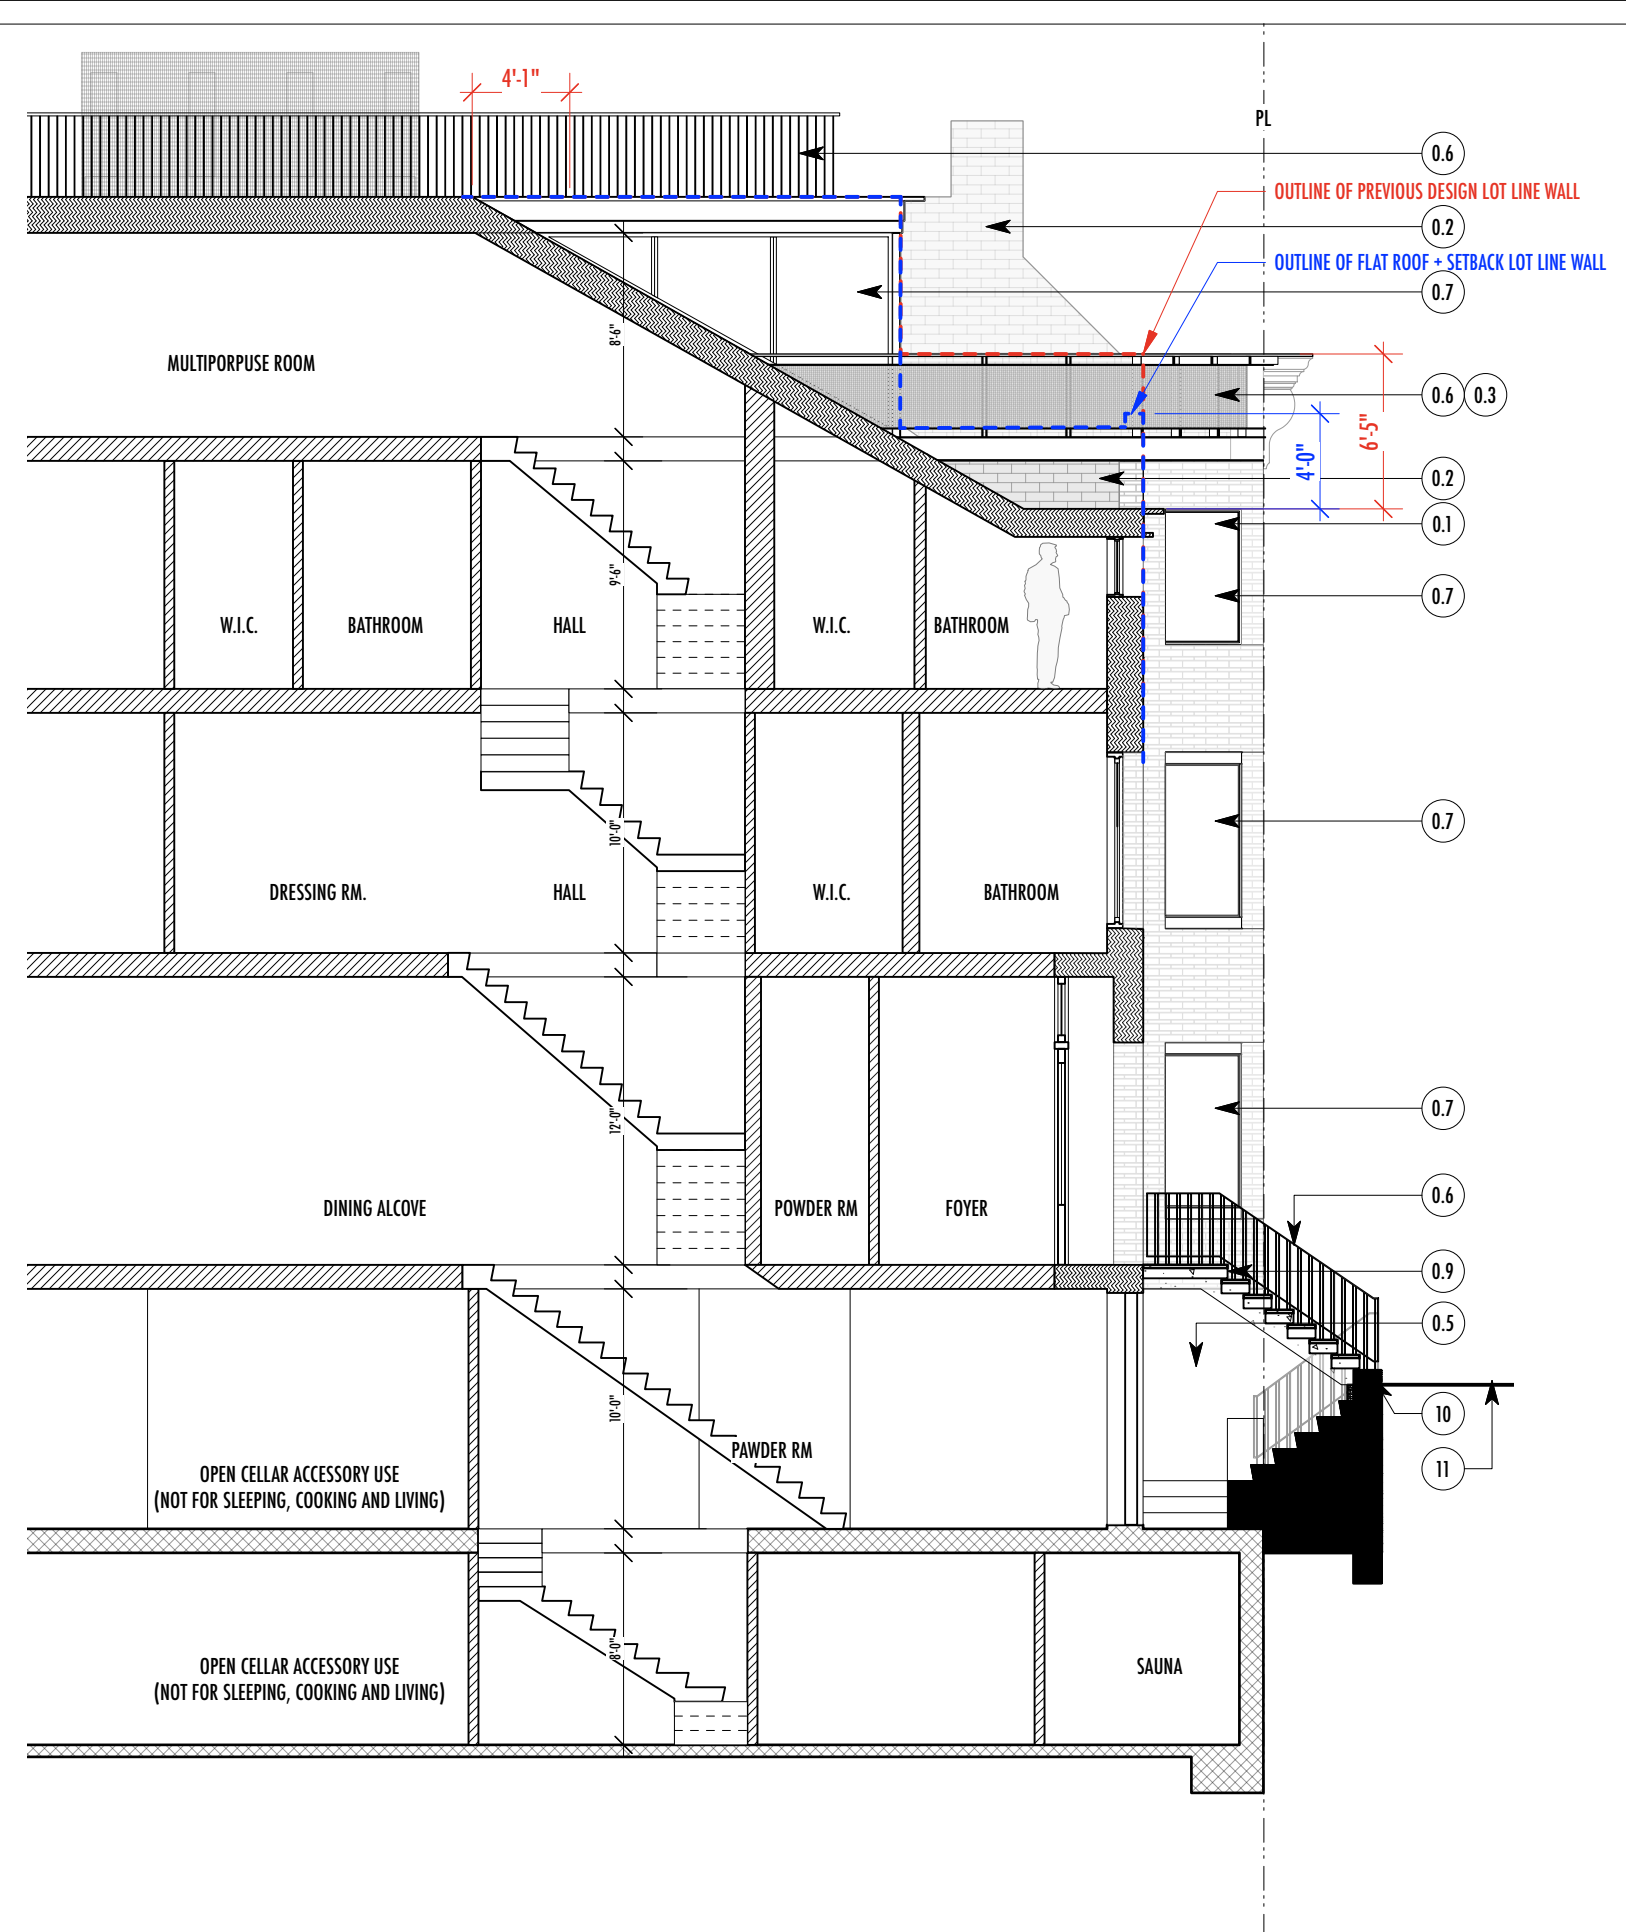 4'-1"
PL
0.6
OUTLINE OF PREVIOUS DESIGN LOT LINE WALL
0.2
OUTLINE OF FLAT ROOF + SETBACK LOT LINE WALL
0.7
8'-6"
MULTIPORPUSE ROOM
0.6 0.3
6'-5"
4'-0"
0.2
0.1
9'-6"
0.7
W.I.C.
BATHROOM
HALL
W.I.C.
BATHROOM
0.7
10'-0"
DRESSING RM.
HALL
W.I.C.
BATHROOM
0.7
12'-0"
0.6
DINING ALCOVE
POWDER RM
FOYER
0.9
0.5
10'-0"
10
PAWDER RM
11
OPEN CELLAR ACCESSORY USE
(NOT FOR SLEEPING, COOKING AND LIVING)
8'-0"
OPEN CELLAR ACCESSORY USE
(NOT FOR SLEEPING, COOKING AND LIVING)
SAUNA